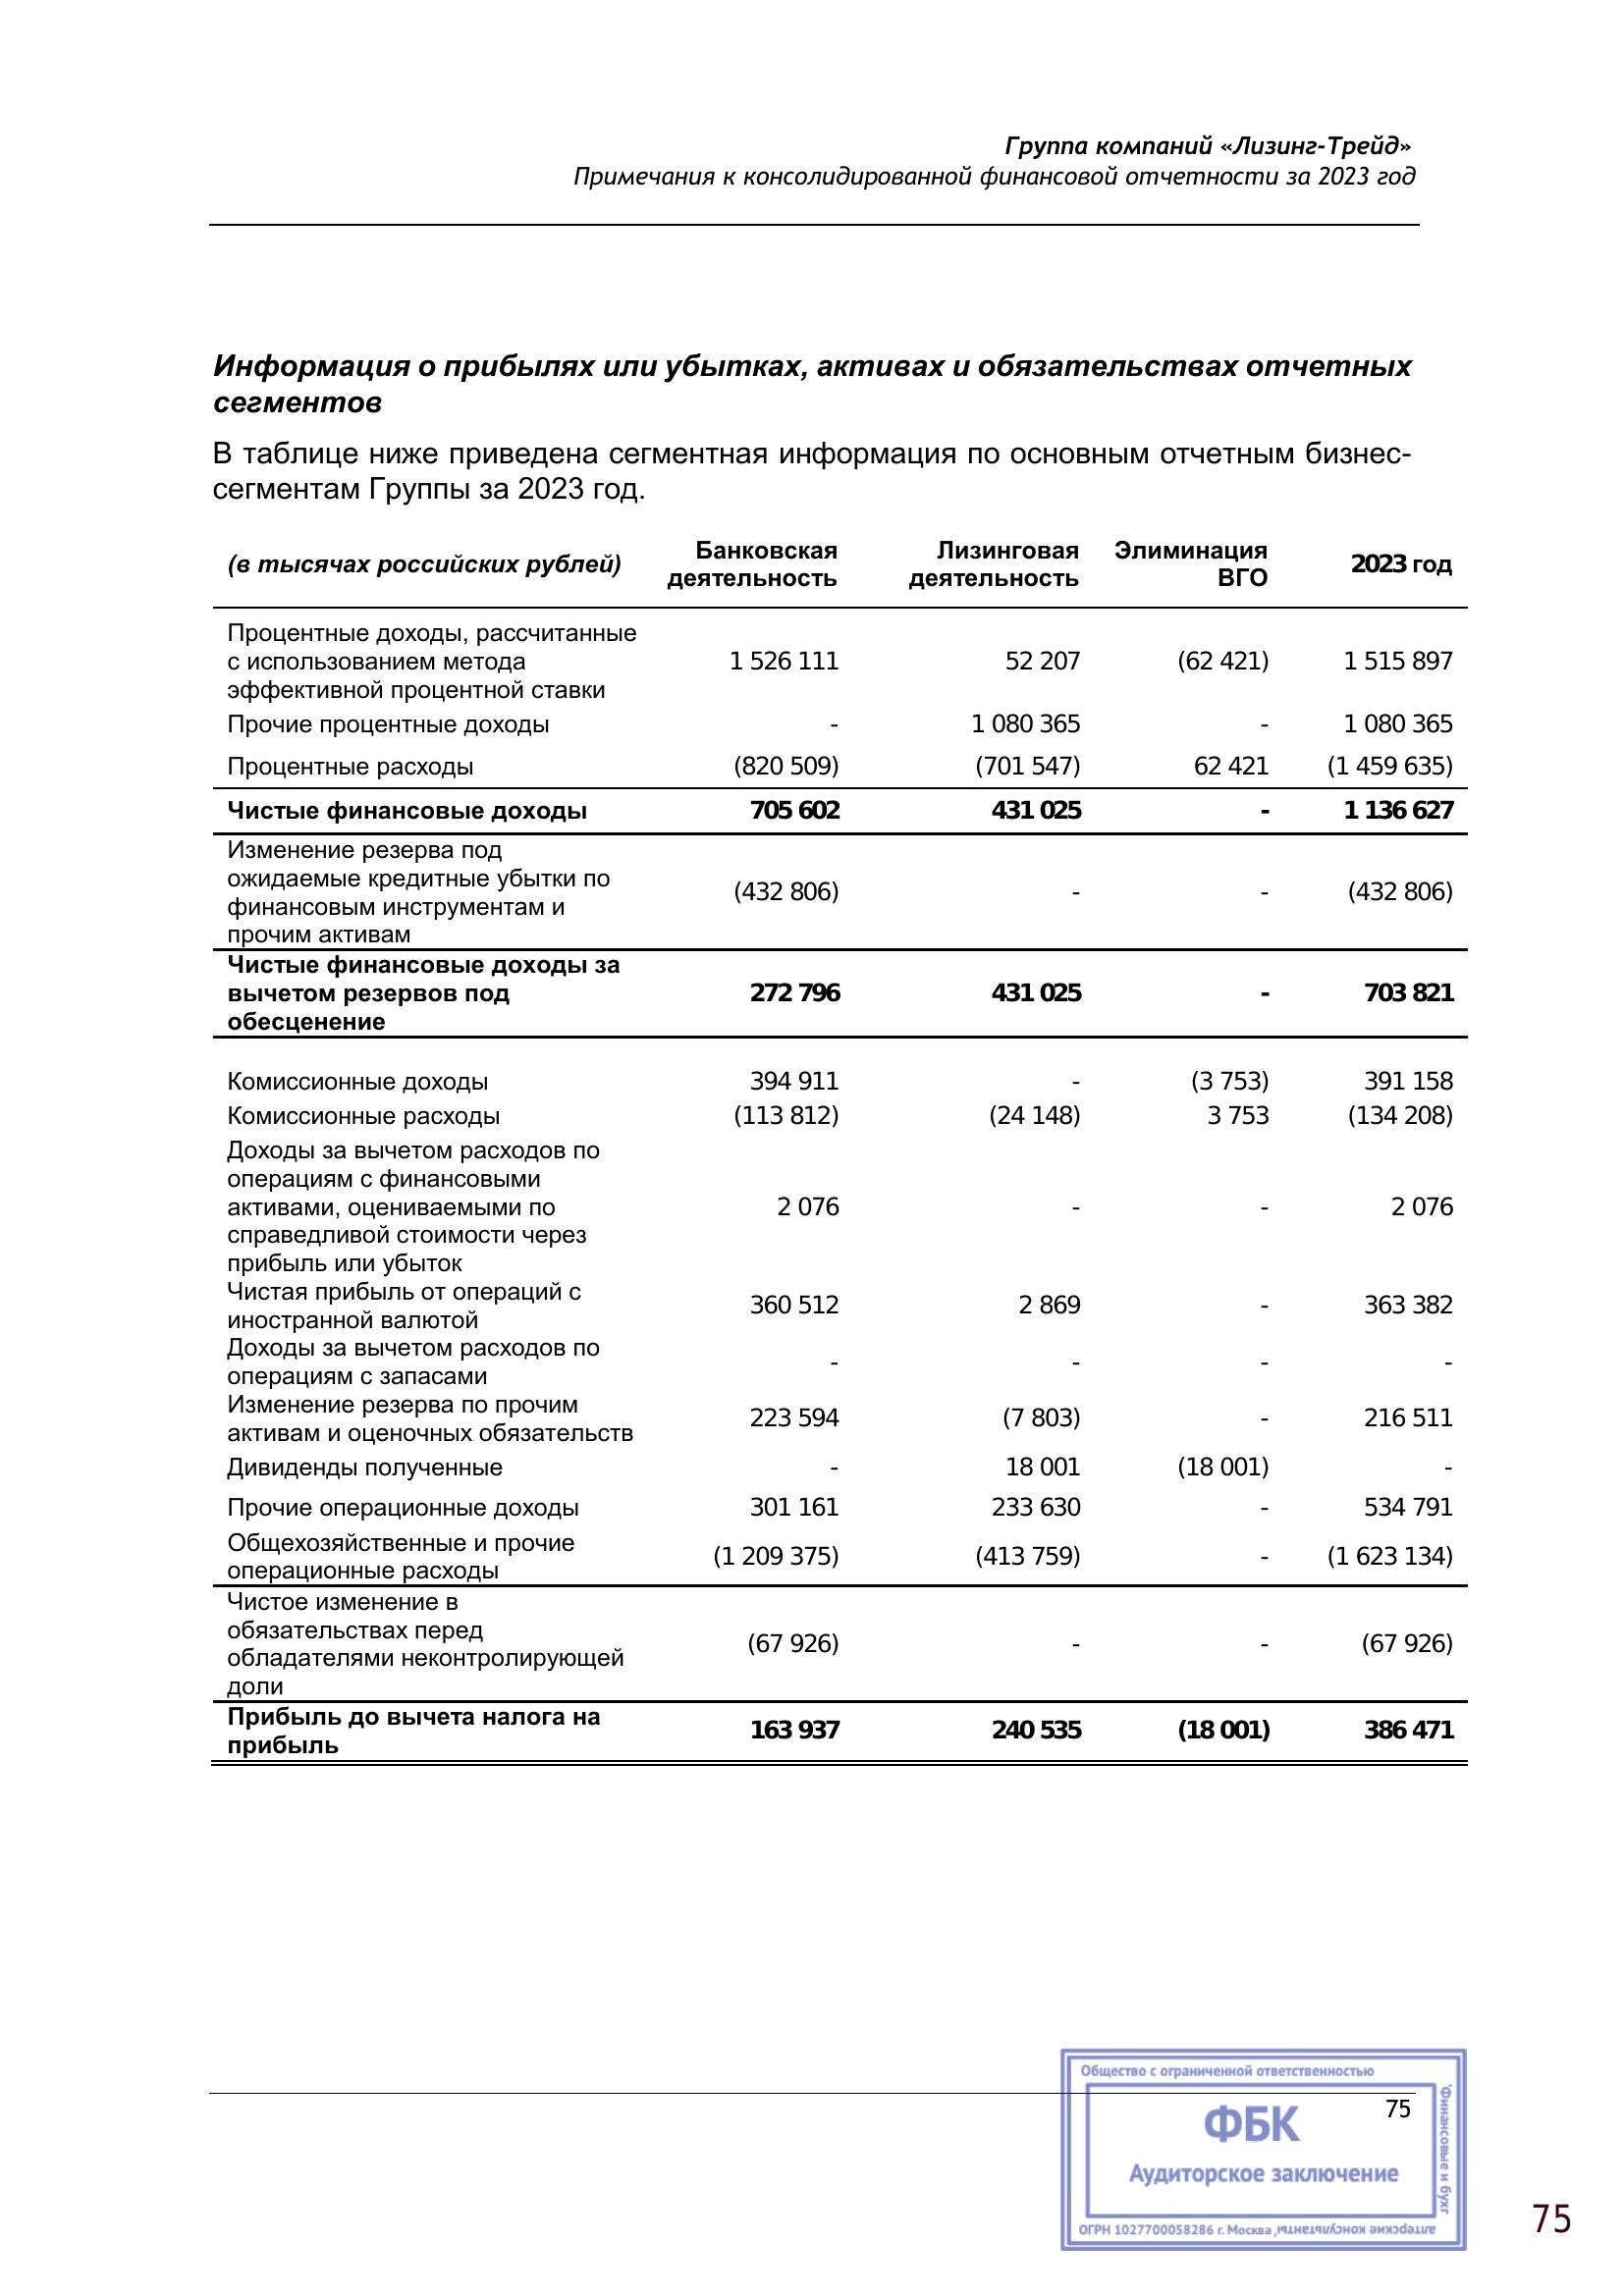 Группа компаний «Лизинг-Трейд»
Примечания к консолидированной финансовой отчетности за 2023 год
Информация о прибылях или убытках, активах и обязательствах отчетных
сегментов
В таблице ниже приведена сегментная информация по основным отчетным бизнес-
сегментам Группы за 2023 год.
(в тысячах российских рублей) Банковская деятельность Лизинговая деятельность Элиминация ВГО 2023 год
Процентные доходы, рассчитанные
с использованием метода 1 526 111 52 207 (62 421) 1 515 897
эффективной процентной ставки
Прочие процентные доходы - 1 080 365 - 1 080 365
Процентные расходы (820 509) (701 547) 62 421 (1 459 635)
Чистые финансовые доходы 705 602 431 025 - 1 136 627
Изменение резерва под
ожидаемые кредитные убытки по (432 806) - - (432 806)
финансовым инструментам и
прочим активам
Чистые финансовые доходы за
вычетом резервов под 272 796 431 025 - 703 821
обесценение
Комиссионные доходы 394 911 - (3 753) 391 158
Комиссионные расходы (113 812) (24 148) 3 753 (134 208)
Доходы за вычетом расходов по
операциям с финансовыми
активами, оцениваемыми по 2 076 - - 2 076
справедливой стоимости через
прибыль или убыток
Чистая прибыль от операций с 360 512 2 869 - 363 382
иностранной валютой
Доходы за вычетом расходов по - - - -
операциям с запасами
Изменение резерва по прочим 223 594 (7 803) - 216 511
активам и оценочных обязательств
Дивиденды полученные - 18 001 (18 001) -
Прочие операционные доходы 301 161 233 630 - 534 791
Общехозяйственные и прочие (1 209 375) (413 759) - (1 623 134)
операционные расходы
Чистое изменение в
обязательствах перед (67 926) - - (67 926)
обладателями неконтролирующей
доли
Прибыль до вычета налога на 163 937 240 535 (18 001) 386 471
прибыль
Общество с ограниченной ответственностью
75
ФБК
Аудиторское заключение
"Финансовые и бухг
алтерские консультанты"
ОГРН 1027700058286 г. Москва
75